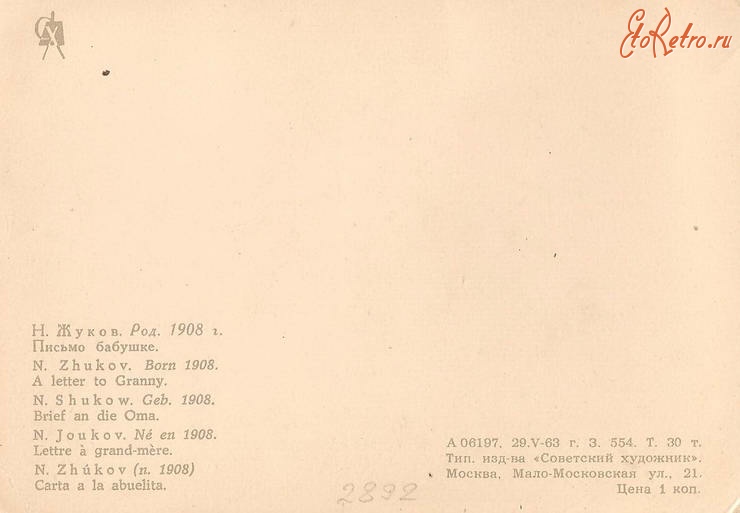 СХ
EtoRetro.ru
Н. Жуков. Род. 1908 г.
Письмо бабушке.
N. Zhukov. Born 1908.
A letter to Granny.
N. Shukow. Geb. 1908.
Brief an die Oma.
N. Joukov. Né en 1908.
Lettre à grand-mère.
N. Zhúkov (n. 1908)
Carta a la abuelita.
А 06197. 29.V-63 г. З. 554. Т. 30 т.
Тип. изд-ва «Советский художник».
Москва, Мало-Московская ул., 21.
Цена 1 коп.
2892